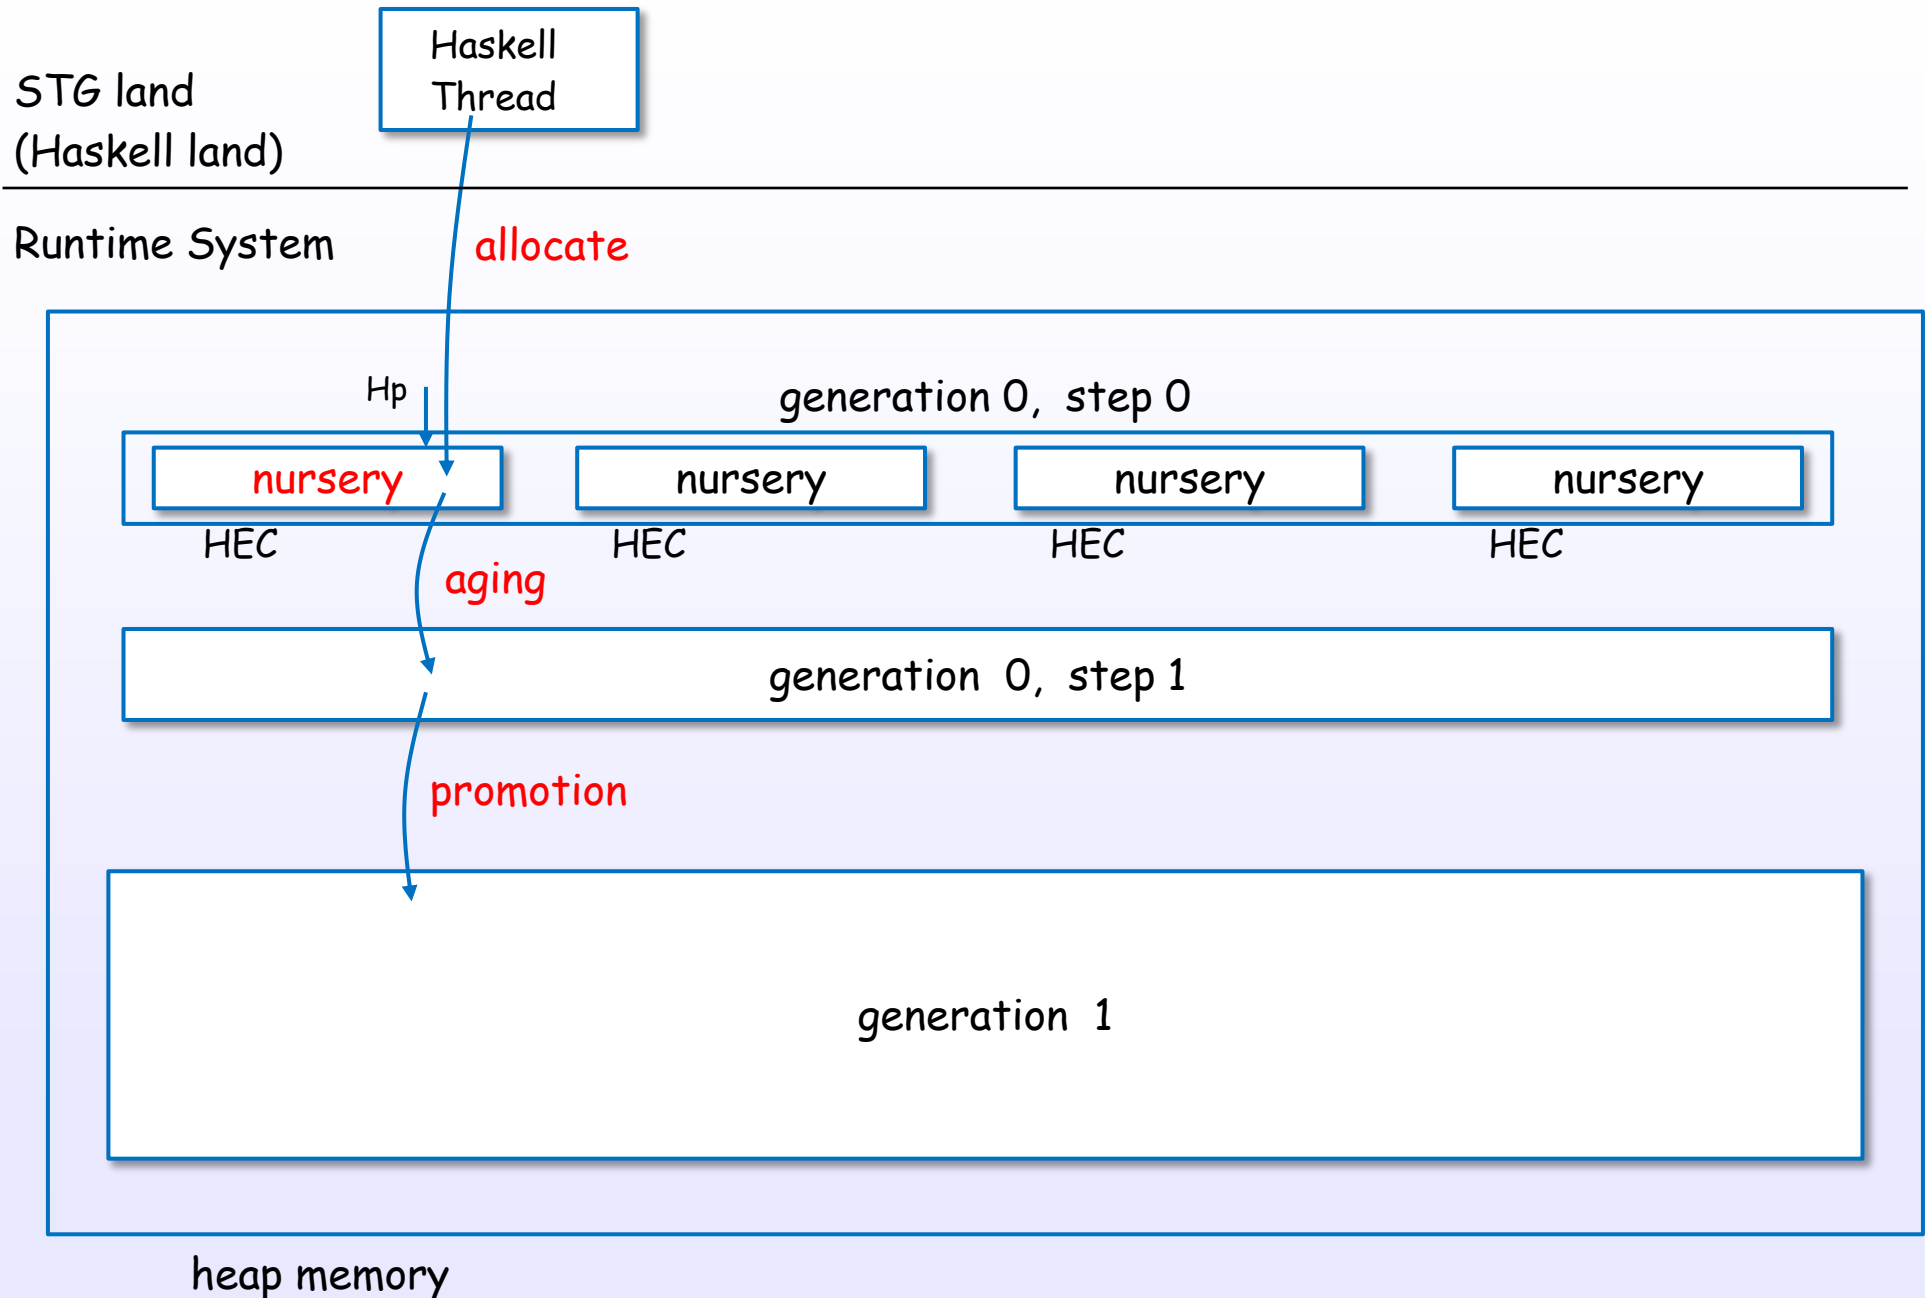 Haskell
Thread
STG land
(Haskell land)
Runtime System
allocate
Hp
generation 0, step 0
nursery
nursery
nursery
nursery
HEC
HEC
HEC
HEC
aging
generation 0, step 1
promotion
generation 1
heap memory